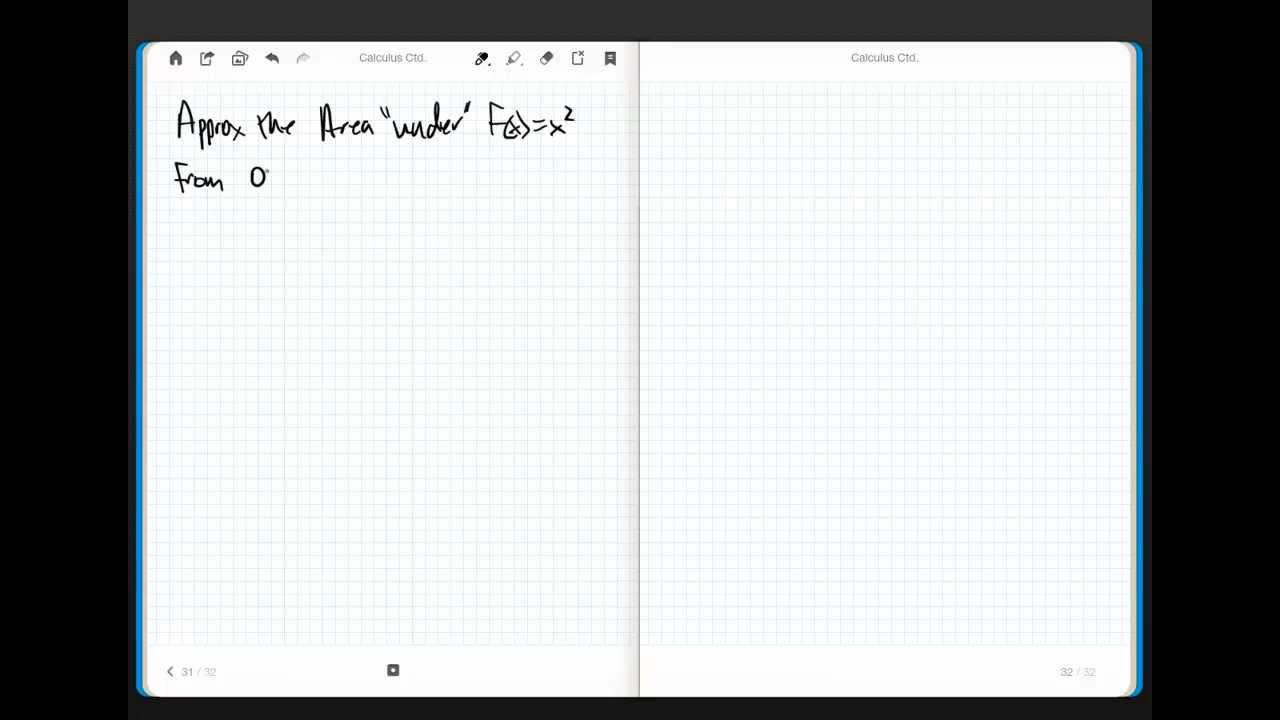 Calculus Ctd.
Approx the Area "under" F(x)=x²
From 0
31 / 32
Calculus Ctd.
32 / 32